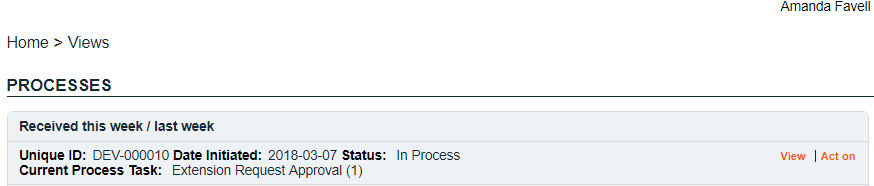 Amanda Favell
Home > Views
PROCESSES
Received this week / last week
Unique ID: DEV-000010 Date Initiated: 2018-03-07 Status: In Process View | Act on
Current Process Task: Extension Request Approval (1)